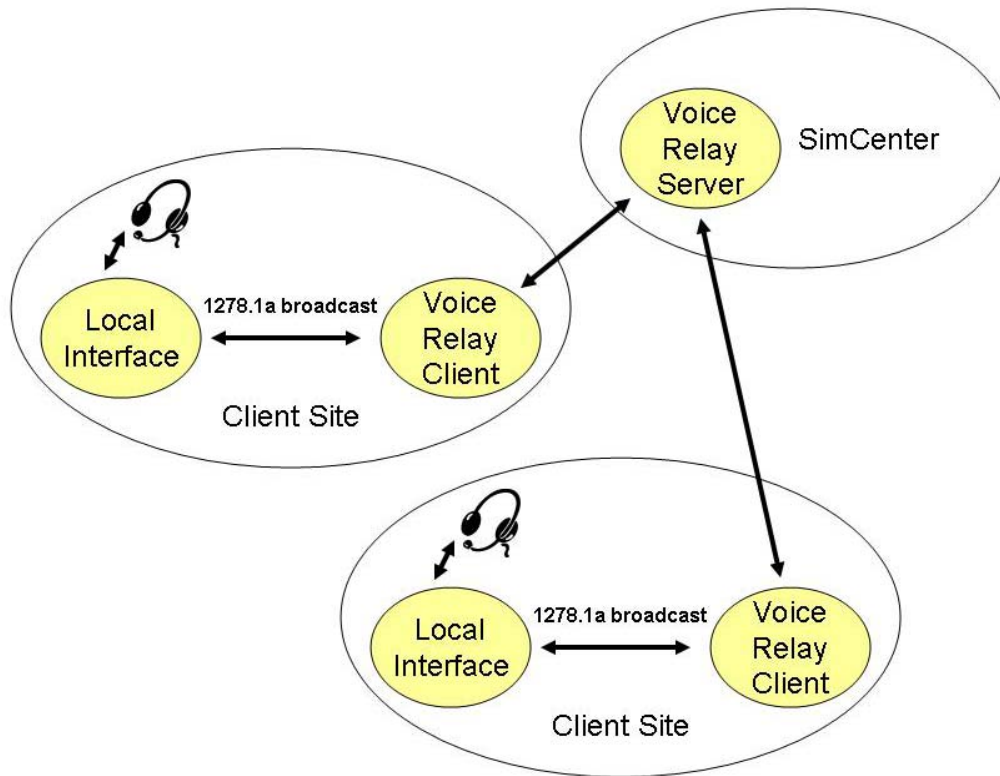 Voice
Relay
Server
SimCenter
Local
Interface
1278.1a broadcast
Voice
Relay
Client
Client Site
Local
Interface
1278.1a broadcast
Voice
Relay
Client
Client Site